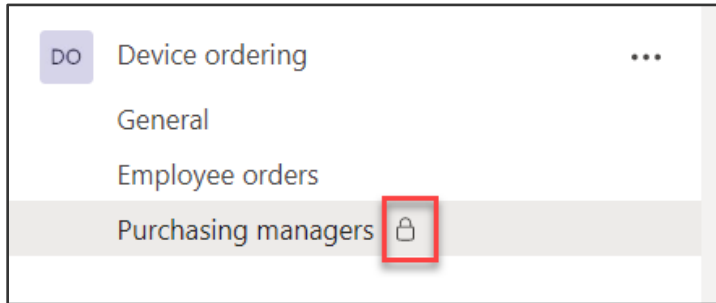 DO Device ordering ...
General
Employee orders
Purchasing managers